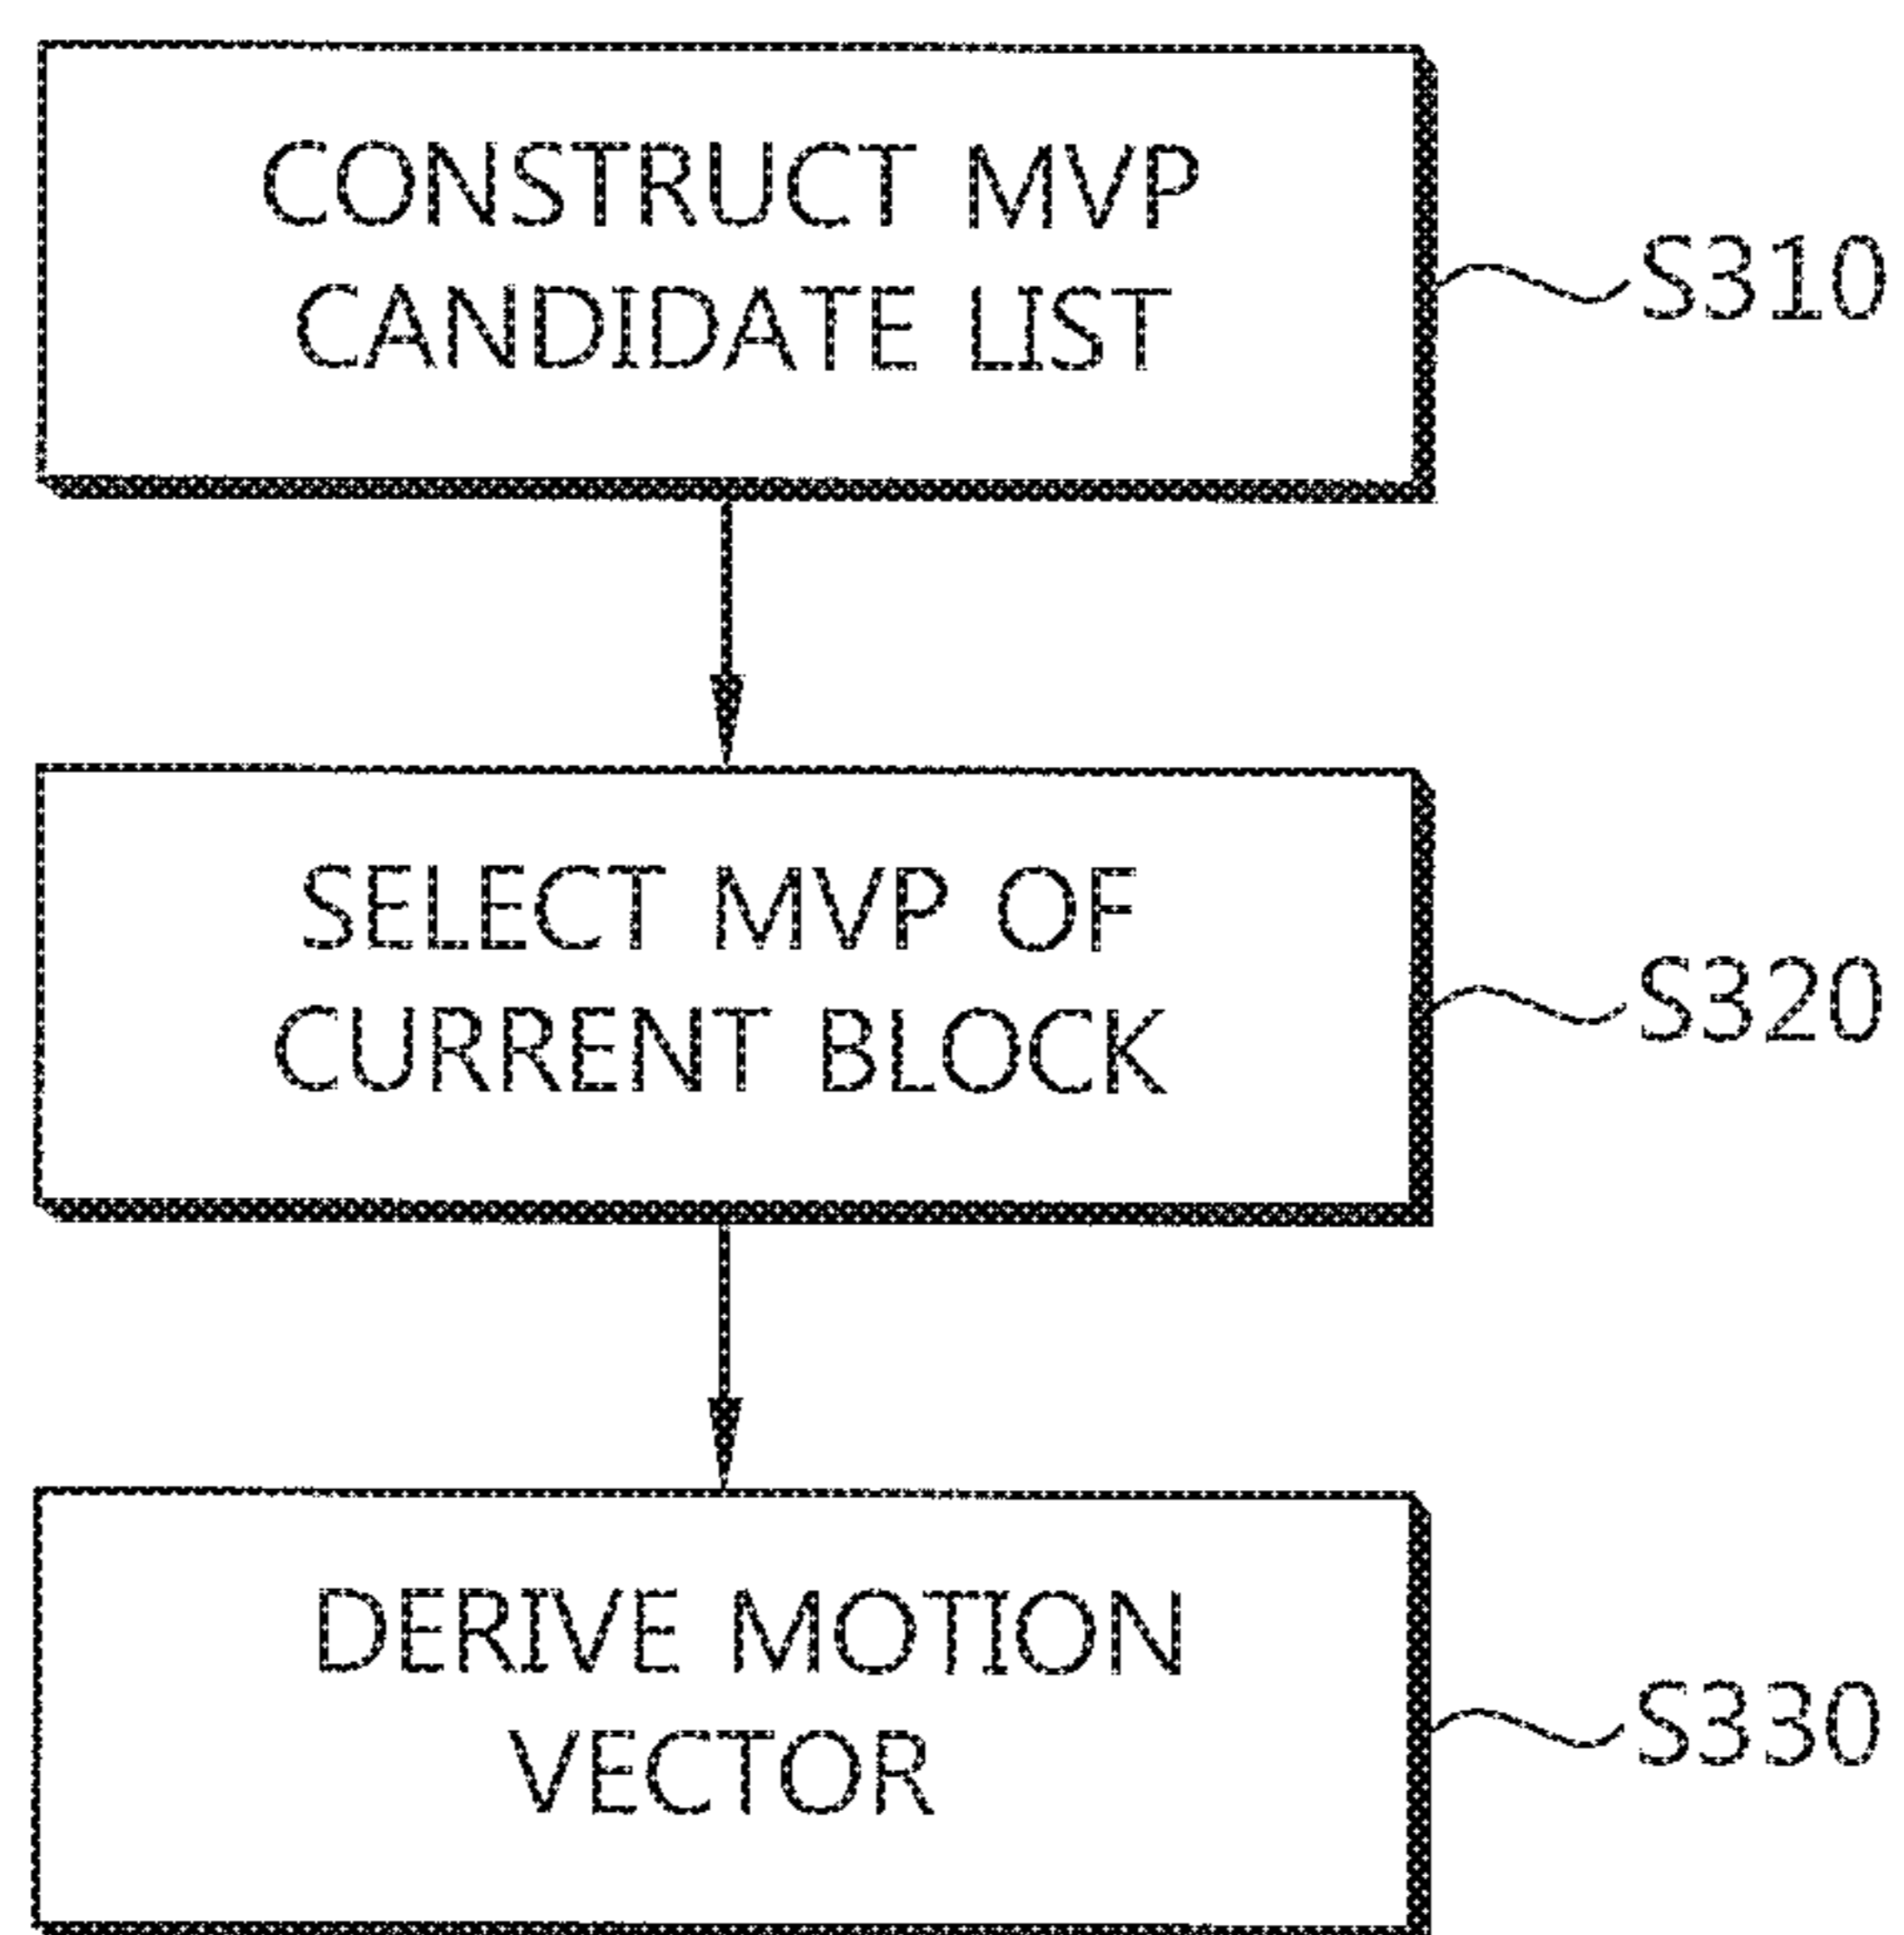 CONSTRUCT MVP
CANDIDATE LIST
S310
SELECT MVP OF
CURRENT BLOCK
S320
DERIVE MOTION
VECTOR
S330